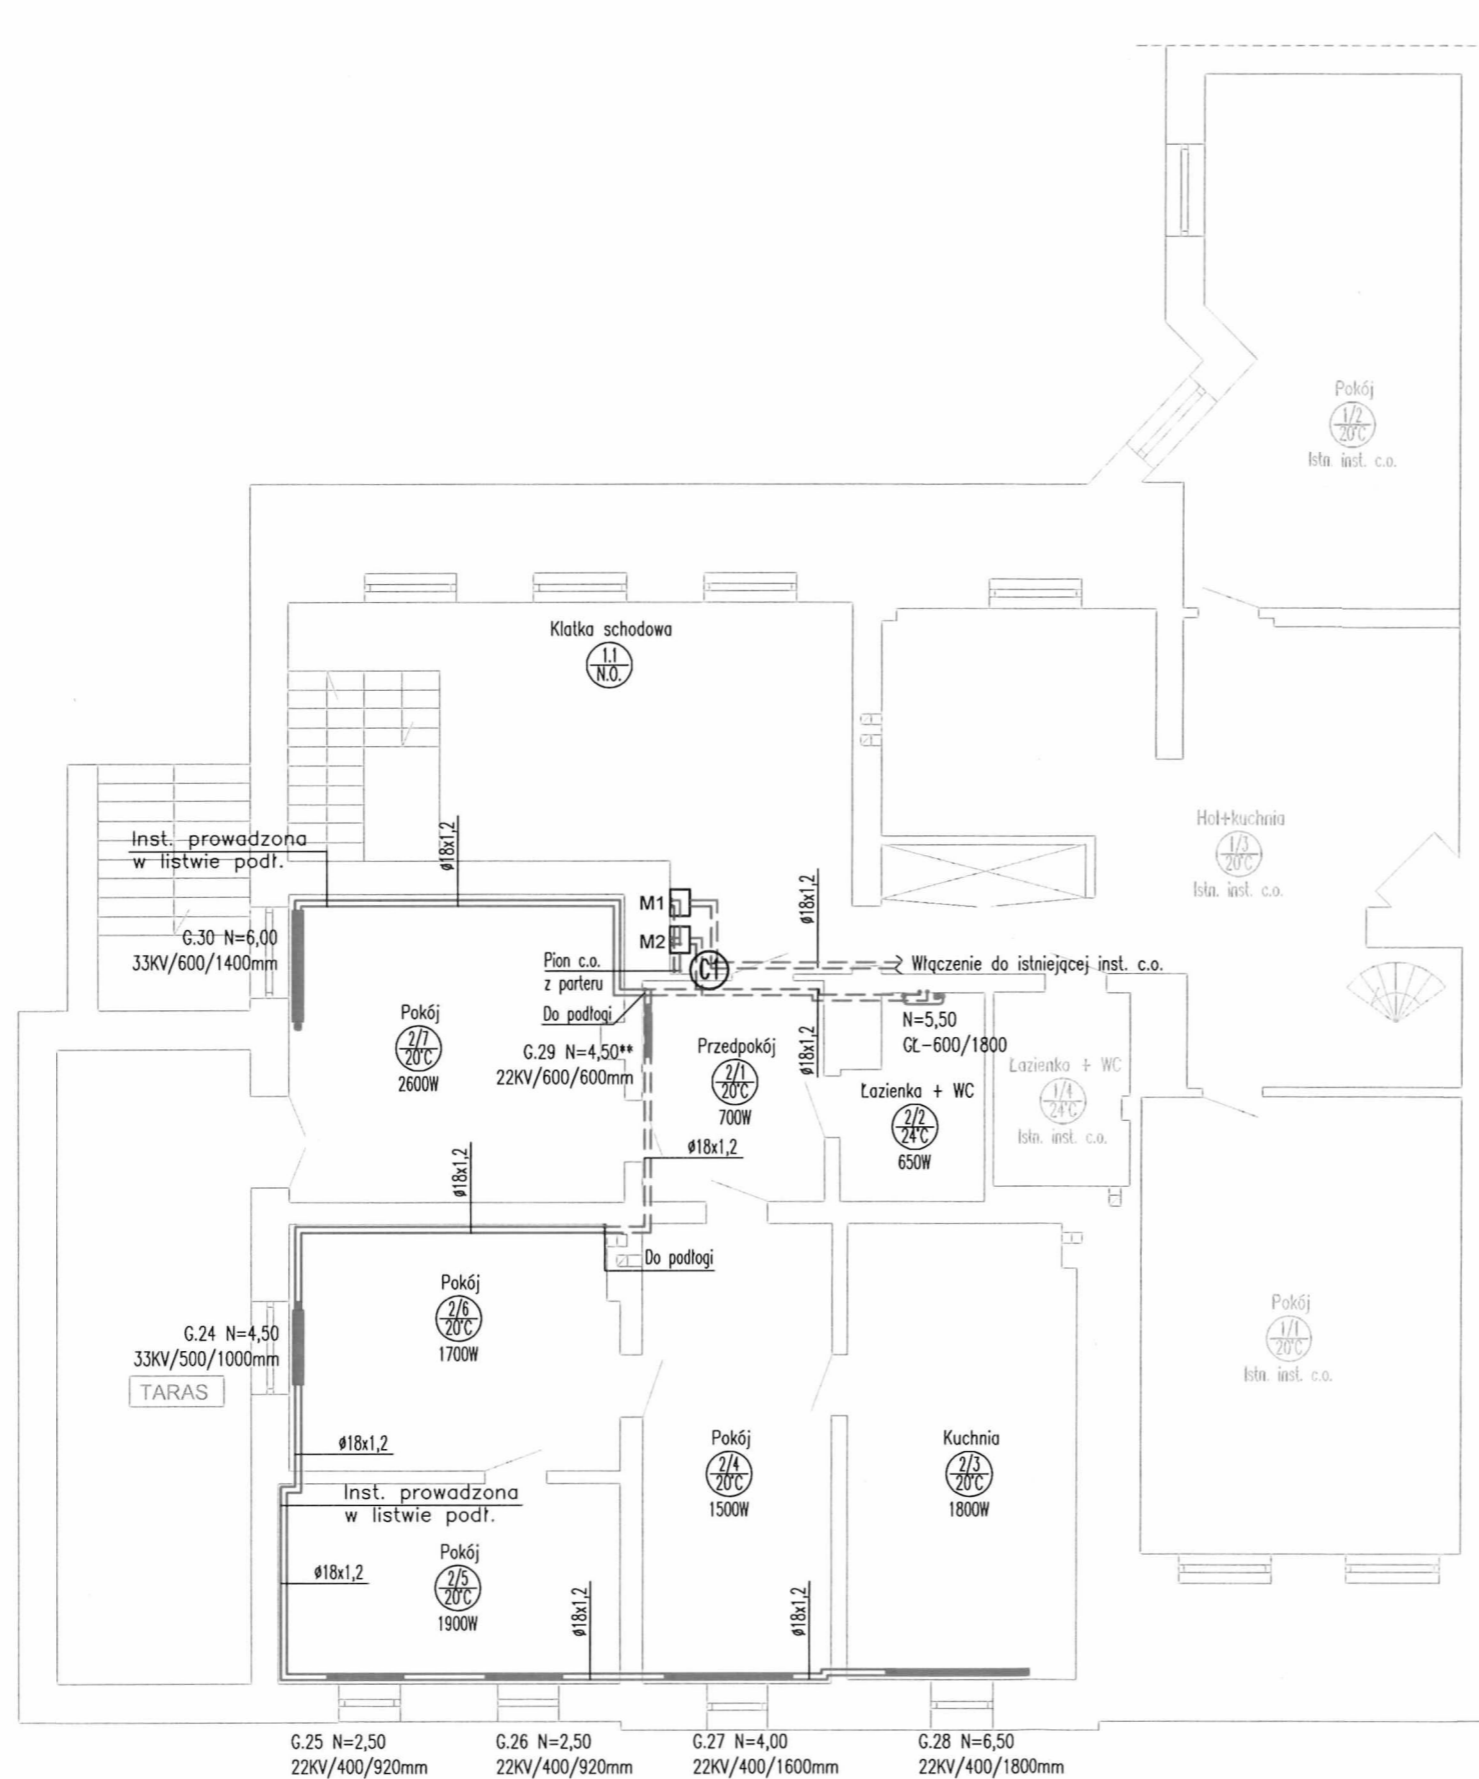 Pokój
1/2
20°C
Istn. inst. c.o.
Klatka schodowa
1.1
N.O.
Hol+kuchnia
1/3
20°C
Istn. inst. c.o.
Inst. prowadzona
w listwie podł.
ø18x1,2
ø18x1,2
M1
M2
C1
G.30 N=6,00
33KV/600/1400mm
Pion c.o.
z parteru
Do podłogi
Włączenie do istniejącej inst. c.o.
Pokój
2/7
20°C
2600W
G.29 N=4,50**
22KV/600/600mm
Przedpokój
2/1
20°C
700W
ø18x1,2
N=5,50
GŁ-600/1800
Łazienka + WC
2/2
24°C
650W
Łazienka + WC
1/4
24°C
Istn. inst. c.o.
ø18x1,2
ø18x1,2
Do podłogi
Pokój
2/6
20°C
1700W
G.24 N=4,50
33KV/500/1000mm
TARAS
Pokój
1/1
20°C
Istn. inst. c.o.
ø18x1,2
Pokój
2/4
20°C
1500W
Kuchnia
2/3
20°C
1800W
Inst. prowadzona
w listwie podł.
Pokój
2/5
20°C
1900W
ø18x1,2
ø18x1,2
ø18x1,2
G.25 N=2,50
22KV/400/920mm
G.26 N=2,50
22KV/400/920mm
G.27 N=4,00
22KV/400/1600mm
G.28 N=6,50
22KV/400/1800mm